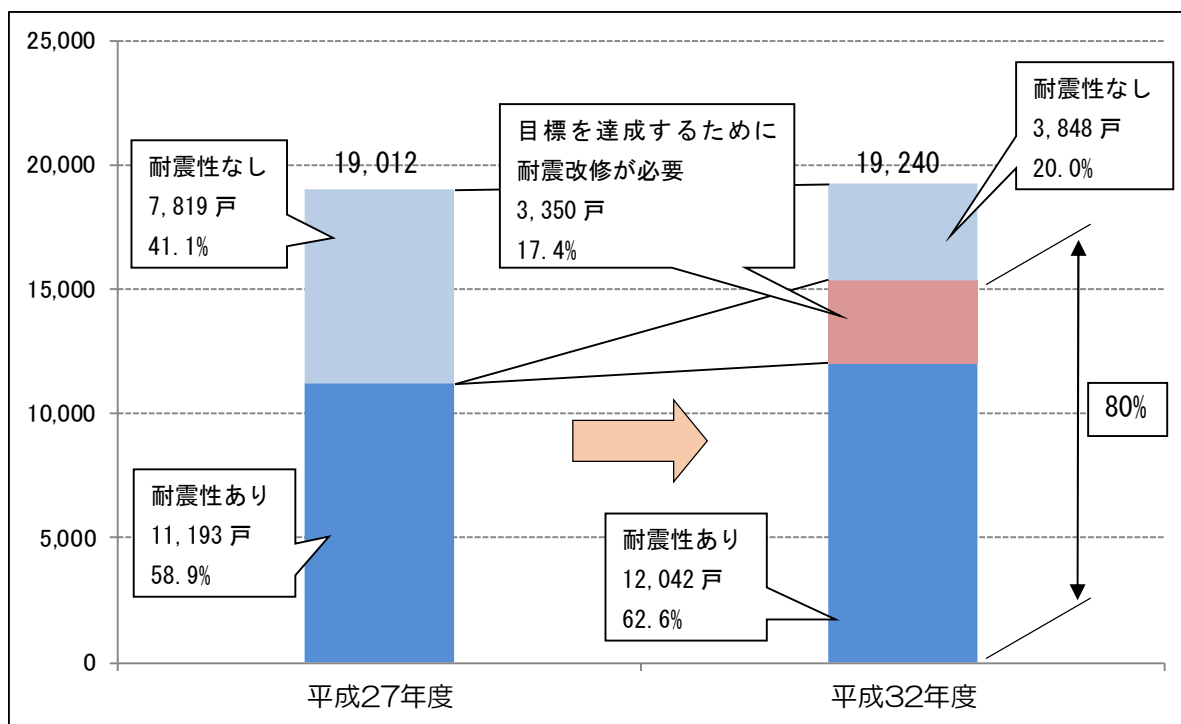 25,000
20,000
15,000
10,000
5,000
0
耐震性なし
7,819 戸
41.1%
19,012
目標を達成するために
耐震改修が必要
3,350 戸
17.4%
19,240
耐震性なし
3,848 戸
20.0%
80%
耐震性あり
11,193 戸
58.9%
耐震性あり
12,042 戸
62.6%
平成27年度
平成32年度